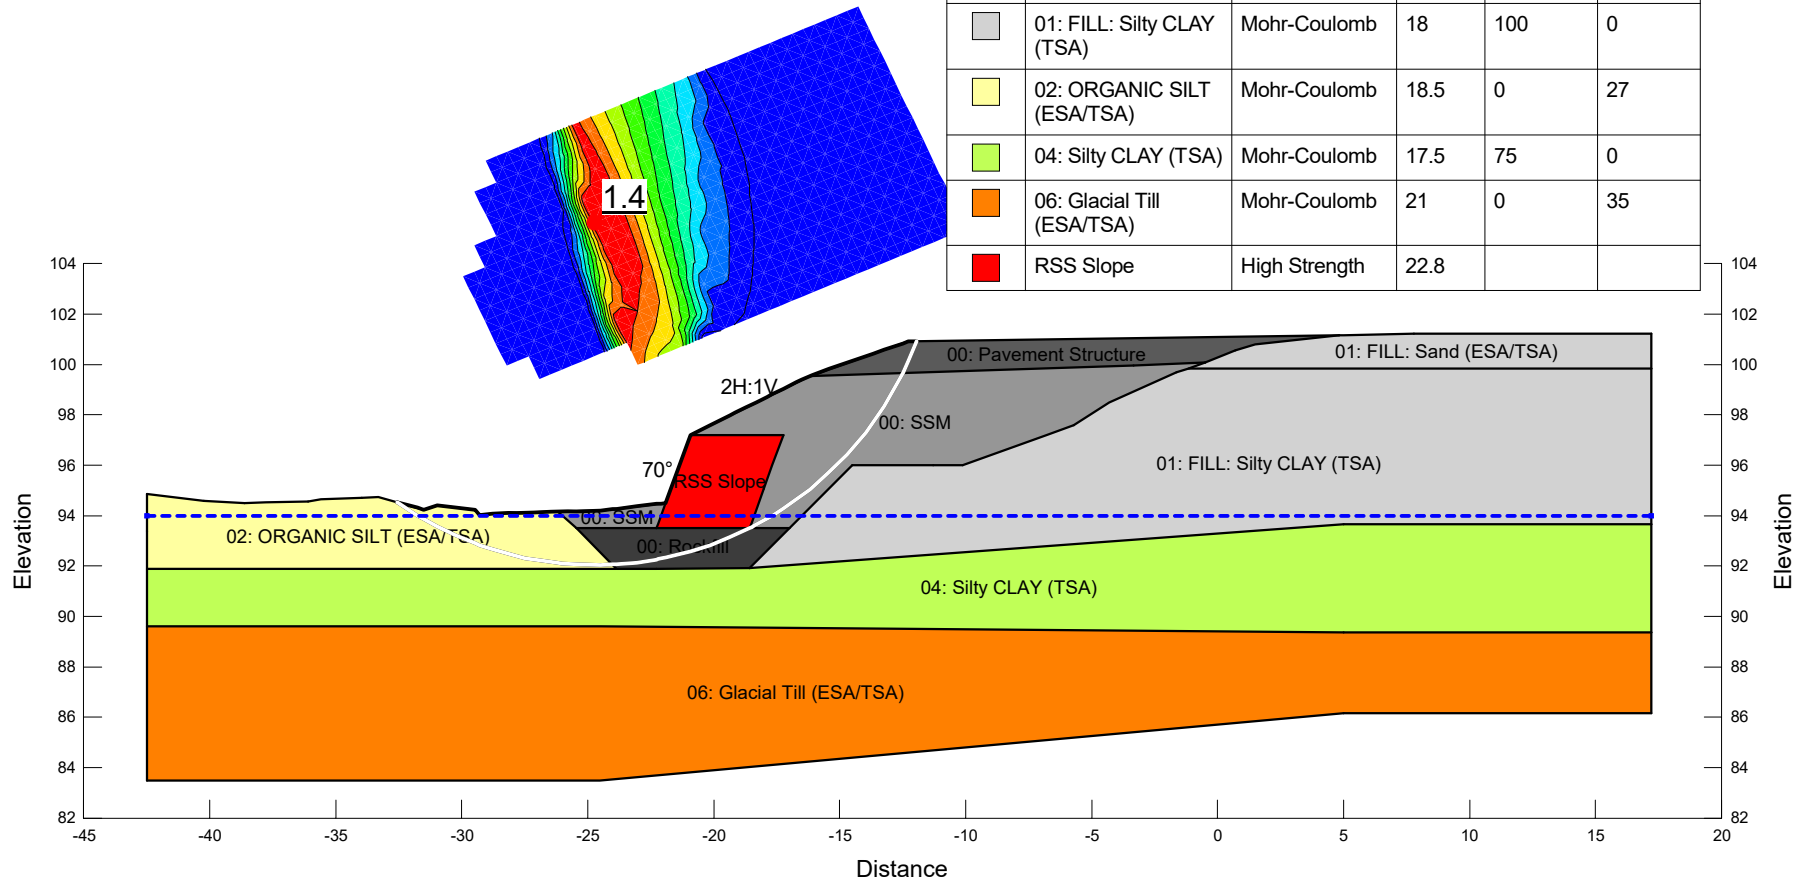 01: FILL: Silty CLAY Mohr-Coulomb 18 100 0
(TSA)
02: ORGANIC SILT Mohr-Coulomb 18.5 0 27
(ESA/TSA)
04: Silty CLAY (TSA) Mohr-Coulomb 17.5 75 0
06: Glacial Till Mohr-Coulomb 21 0 35
(ESA/TSA)
RSS Slope High Strength 22.8
1.4
104
102
100
98
96
94
92
90
88
86
84
82
Elevation
2H:1V
70°
00: Pavement Structure
01: FILL: Sand (ESA/TSA)
00: SSM
01: FILL: Silty CLAY (TSA)
RSS Slope
00: SSM
02: ORGANIC SILT (ESA/TSA)
00: Rockfill
04: Silty CLAY (TSA)
06: Glacial Till (ESA/TSA)
104
102
100
98
96
94
92
90
88
86
84
82
Elevation
-45 -40 -35 -30 -25 -20 -15 -10 -5 0 5 10 15 20
Distance